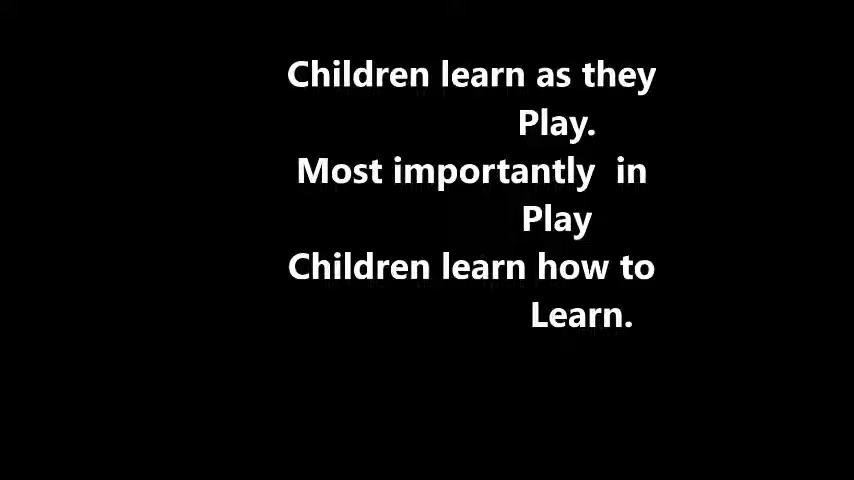 Children learn as they
Play.
Most importantly in
Play
Children learn how to
Learn.